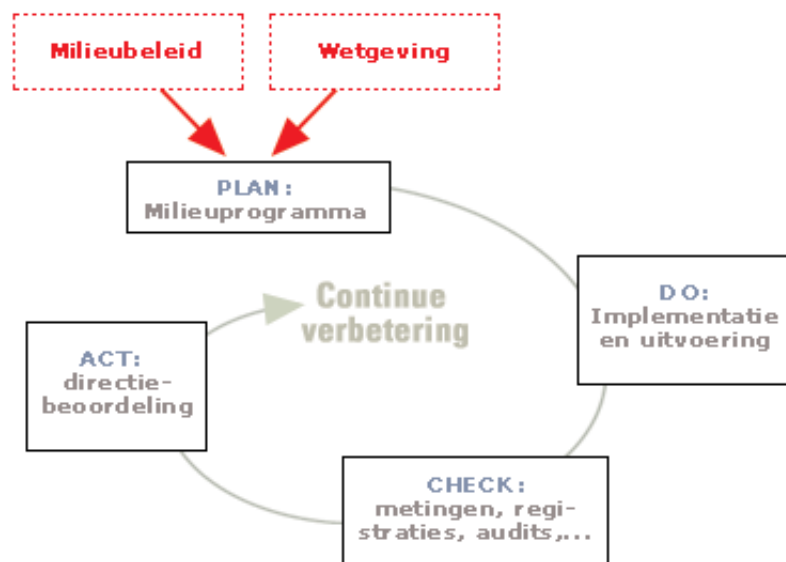 Milieubeleid
Wetgeving
PLAN:
Milieuprogramma
DO:
Implementatie
en uitvoering
Continue
verbetering
ACT:
directie-
beoordeling
CHECK:
metingen, regi-
straties, audits,...